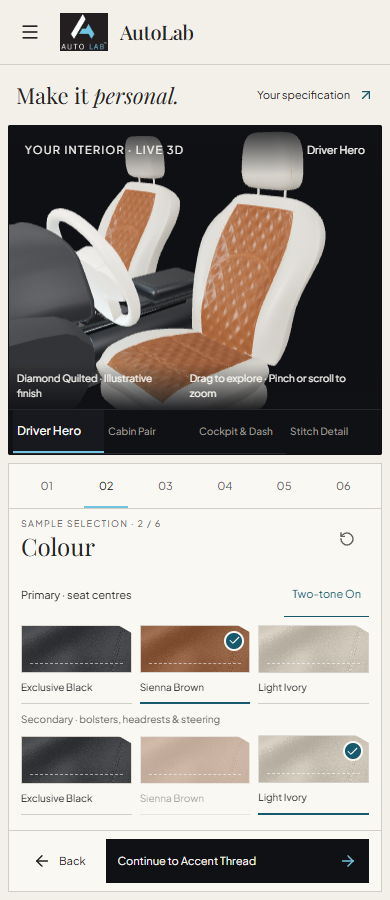 AUTO LAB
AutoLab
Make it personal.
Your specification
YOUR INTERIOR · LIVE 3D
Driver Hero
Diamond Quilted · Illustrative
finish
Drag to explore · Pinch or scroll to
zoom
Driver Hero
Cabin Pair
Cockpit & Dash
Stitch Detail
01
02
03
04
05
06
SAMPLE SELECTION · 2 / 6
Colour
Primary · seat centres
Two-tone On
Exclusive Black
Sienna Brown
Light Ivory
Secondary · bolsters, headrests & steering
Exclusive Black
Sienna Brown
Light Ivory
Back
Continue to Accent Thread